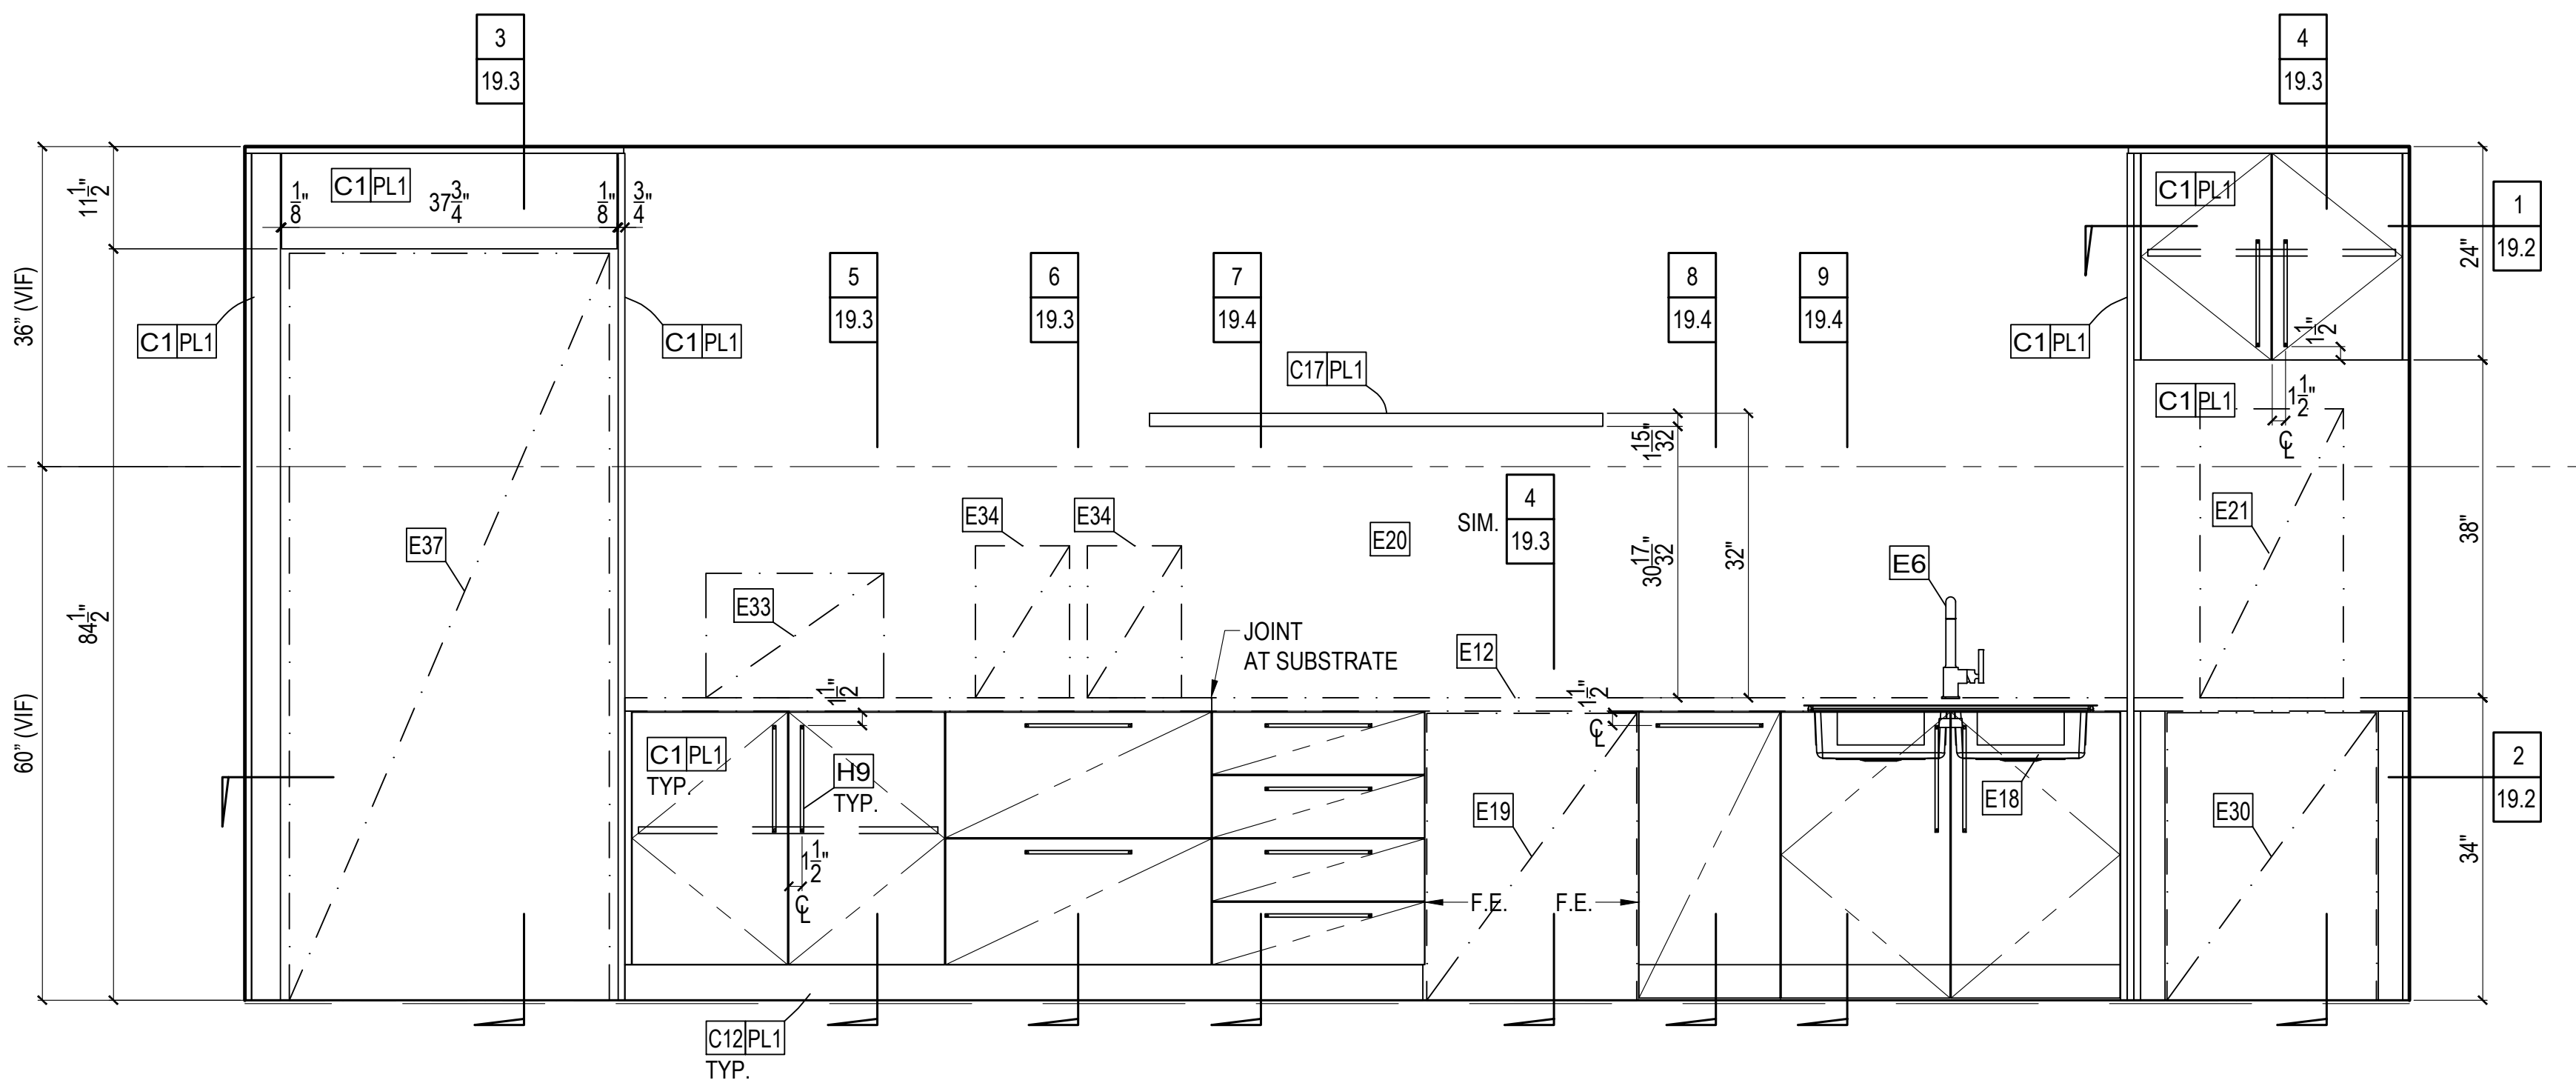 3
19.3
4
19.3
C1 PL1
1/8"
37 3/4"
1/8"
3/4"
11 1/2"
36" (VIF)
C1 PL1
C1 PL1
5
19.3
6
19.3
7
19.4
8
19.4
9
19.4
C1 PL1
1
19.2
24"
C1 PL1
1 1/2"
C17 PL1
C1 PL1
1 1/2"
CL
1 15/32"
4
19.3
SIM.
E37
E34
E34
E20
30 17/32"
32"
E6
E21
38"
84 1/2"
E33
JOINT
AT SUBSTRATE
E12
1 1/2"
1 1/2"
CL
60" (VIF)
C1 PL1
TYP.
H9
TYP.
E19
E18
E30
2
19.2
1 1/2"
CL
F.E.
F.E.
34"
C12 PL1
TYP.